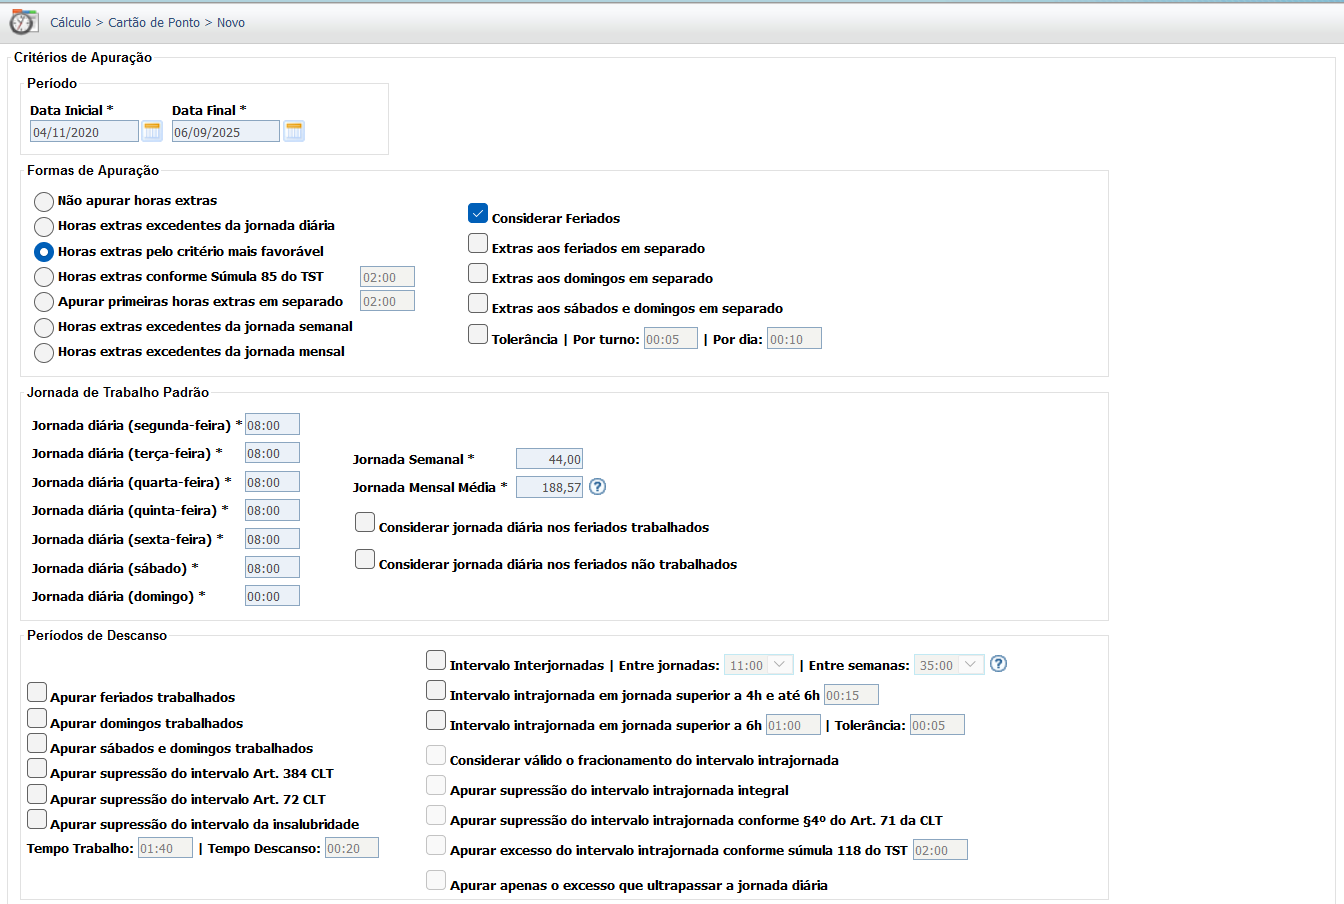 Cálculo > Cartão de Ponto > Novo
Critérios de Apuração
Período
Data Inicial * Data Final *
04/11/2020 06/09/2025
Formas de Apuração
Não apurar horas extras
Horas extras excedentes da jornada diária
Horas extras pelo critério mais favorável
Horas extras conforme Súmula 85 do TST 02:00
Apurar primeiras horas extras em separado 02:00
Horas extras excedentes da jornada semanal
Horas extras excedentes da jornada mensal
Considerar Feriados
Extras aos feriados em separado
Extras aos domingos em separado
Extras aos sábados e domingos em separado
Tolerância | Por turno: 00:05 | Por dia: 00:10
Jornada de Trabalho Padrão
Jornada diária (segunda-feira) * 08:00
Jornada diária (terça-feira) * 08:00
Jornada diária (quarta-feira) * 08:00
Jornada diária (quinta-feira) * 08:00
Jornada diária (sexta-feira) * 08:00
Jornada diária (sábado) * 08:00
Jornada diária (domingo) * 00:00
Jornada Semanal * 44,00
Jornada Mensal Média * 188,57 ?
Considerar jornada diária nos feriados trabalhados
Considerar jornada diária nos feriados não trabalhados
Períodos de Descanso
Apurar feriados trabalhados
Apurar domingos trabalhados
Apurar sábados e domingos trabalhados
Apurar supressão do intervalo Art. 384 CLT
Apurar supressão do intervalo Art. 72 CLT
Apurar supressão do intervalo da insalubridade
Tempo Trabalho: 01:40 | Tempo Descanso: 00:20
Intervalo Interjornadas | Entre jornadas: 11:00 | Entre semanas: 35:00 ?
Intervalo intrajornada em jornada superior a 4h e até 6h 00:15
Intervalo intrajornada em jornada superior a 6h 01:00 | Tolerância: 00:05
Considerar válido o fracionamento do intervalo intrajornada
Apurar supressão do intervalo intrajornada integral
Apurar supressão do intervalo intrajornada conforme §4º do Art. 71 da CLT
Apurar excesso do intervalo intrajornada conforme súmula 118 do TST 02:00
Apurar apenas o excesso que ultrapassar a jornada diária